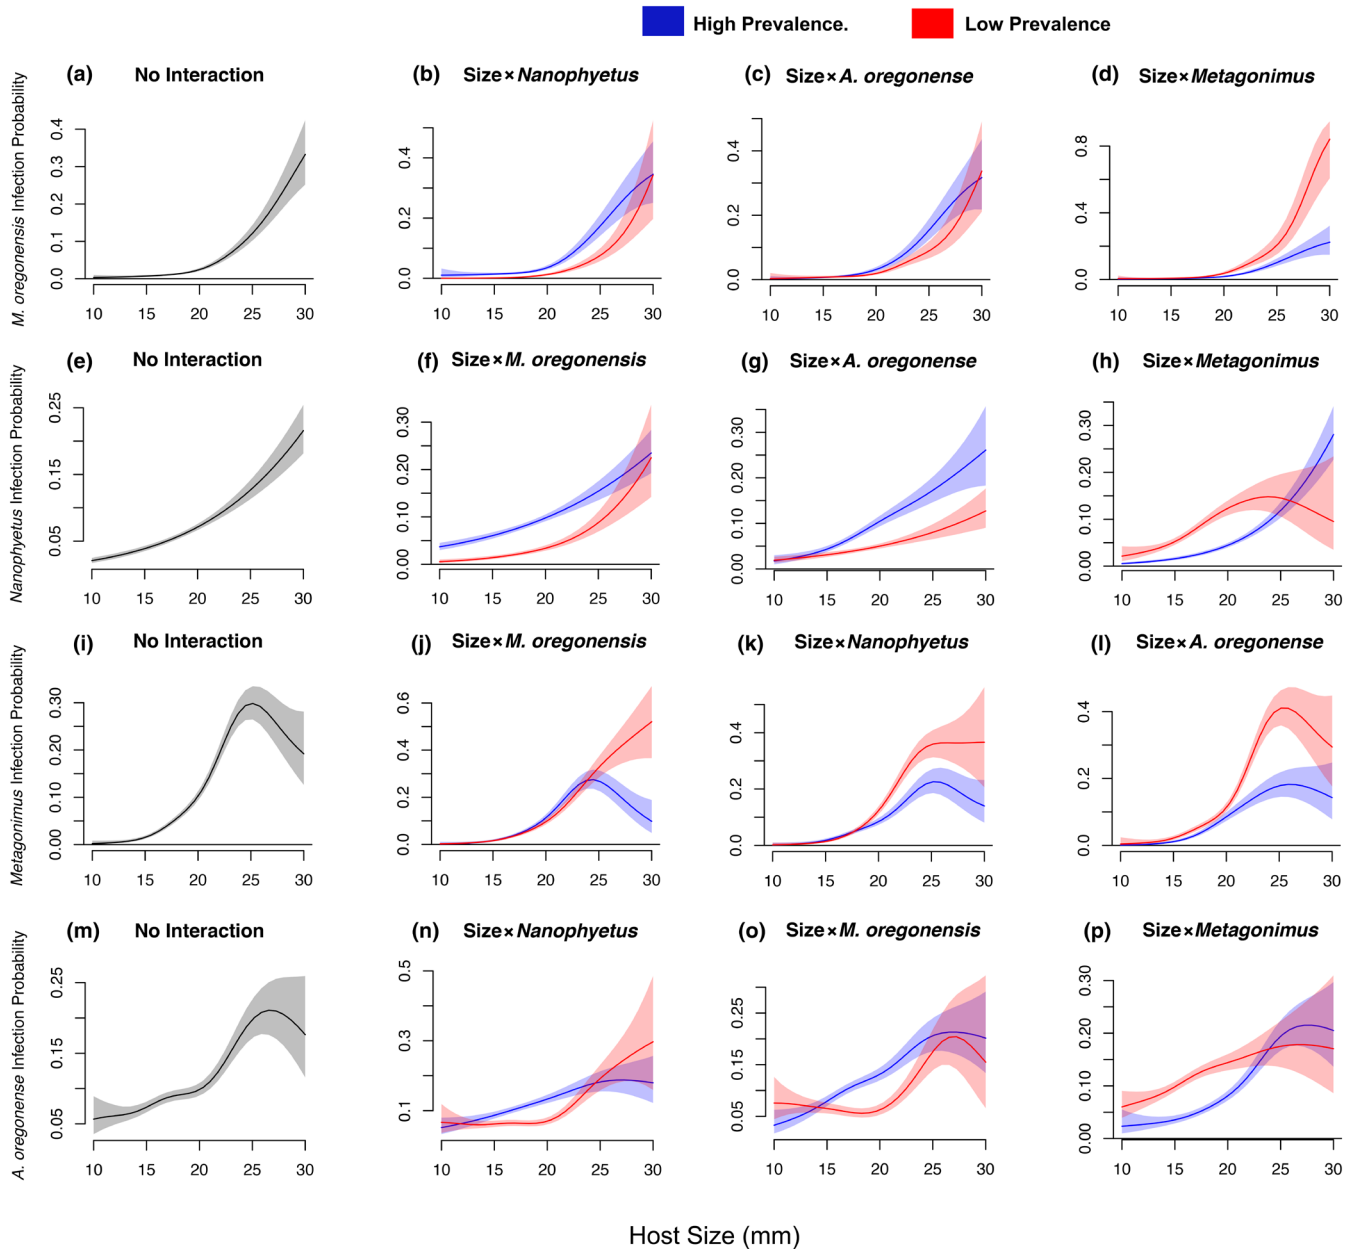 High Prevalence. Low Prevalence
(a) No Interaction (b) Size×Nanophyetus (c) Size×A. oregonense (d) Size×Metagonimus
M. oregonensis Infection Probability
0.0 0.1 0.2 0.3 0.4
0.0 0.2 0.4
0.0 0.2 0.4
0.0 0.4 0.8
10 15 20 25 30 10 15 20 25 30 10 15 20 25 30 10 15 20 25 30
(e) No Interaction (f) Size×M. oregonensis (g) Size×A. oregonense (h) Size×Metagonimus
Nanophyetus Infection Probability
0.05 0.15 0.25
0.00 0.10 0.20 0.30
0.00 0.10 0.20 0.30
0.00 0.10 0.20 0.30
10 15 20 25 30 10 15 20 25 30 10 15 20 25 30 10 15 20 25 30
(i) No Interaction (j) Size×M. oregonensis (k) Size×Nanophyetus (l) Size×A. oregonense
Metagonimus Infection Probability
0.00 0.10 0.20 0.30
0.0 0.2 0.4 0.6
0.0 0.2 0.4
0.0 0.2 0.4
10 15 20 25 30 10 15 20 25 30 10 15 20 25 30 10 15 20 25 30
(m) No Interaction (n) Size×Nanophyetus (o) Size×M. oregonensis (p) Size×Metagonimus
A. oregonense Infection Probability
0.05 0.15 0.25
0.1 0.3 0.5
0.05 0.15 0.25
0.00 0.10 0.20 0.30
10 15 20 25 30 10 15 20 25 30 10 15 20 25 30 10 15 20 25 30
Host Size (mm)